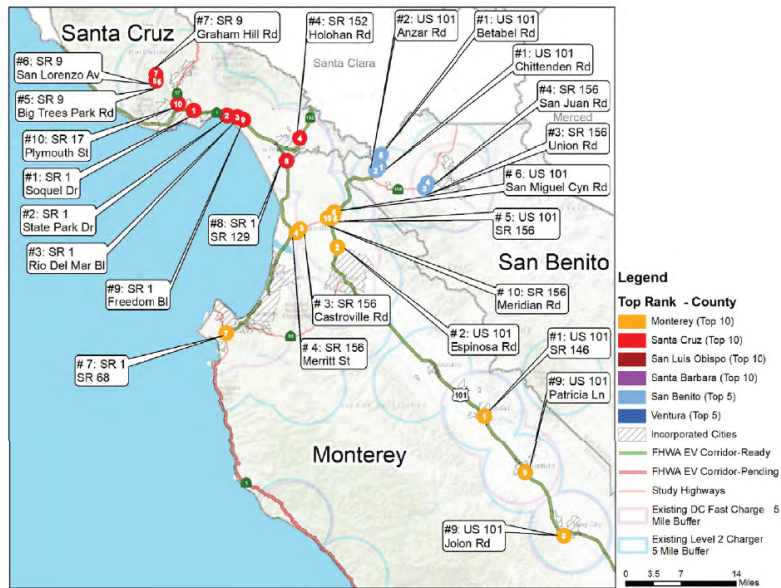 Santa Cruz
#7: SR 9
Graham Hill Rd
#4: SR 152
Holohan Rd
#2: US 101
Anzar Rd
#1: US 101
Betabel Rd
#1: US 101
Chittenden Rd
Santa Clara
#6: SR 9
San Lorenzo Av
#5: SR 9
Big Trees Park Rd
#4: SR 156
San Juan Rd
Merced
#3: SR 156
Union Rd
#10: SR 17
Plymouth St
#1: SR 1
Soquel Dr
#6: US 101
San Miguel Cyn Rd
#2: SR 1
State Park Dr
#8: SR 1
SR 129
#5: US 101
SR 156
#3: SR 1
Rio Del Mar Bl
San Benito
#9: SR 1
Freedom Bl
#3: SR 156
Castroville Rd
#10: SR 156
Meridian Rd
#7: SR 1
SR 68
#4: SR 156
Merritt St
#2: US 101
Espinosa Rd
#1: US 101
SR 146
#9: US 101
Patricia Ln
101
Monterey
1
#9: US 101
Jolon Rd
Legend
Top Rank - County
Monterey (Top 10)
Santa Cruz (Top 10)
San Luis Obispo (Top 10)
Santa Barbara (Top 10)
San Benito (Top 5)
Ventura (Top 5)
Incorporated Cities
FHWA EV Corridor-Ready
FHWA EV Corridor-Pending
Study Highways
Existing DC Fast Charge 5
Mile Buffer
Existing Level 2 Charger
5 Mile Buffer
0 3.5 7 14
Miles